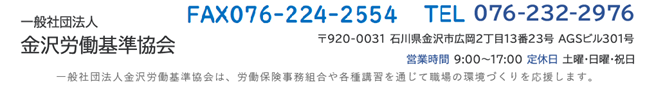 一般社団法人
金沢労働基準協会
FAX076-224-2554 TEL 076-232-2976
〒920-0031 石川県金沢市広岡2丁目13番23号 AGSビル301号
営業時間 9:00~17:00 定休日 土曜・日曜・祝日
一般社団法人金沢労働基準協会は、労働保険事務組合や各種講習を通じて職場の環境づくりを応援します。